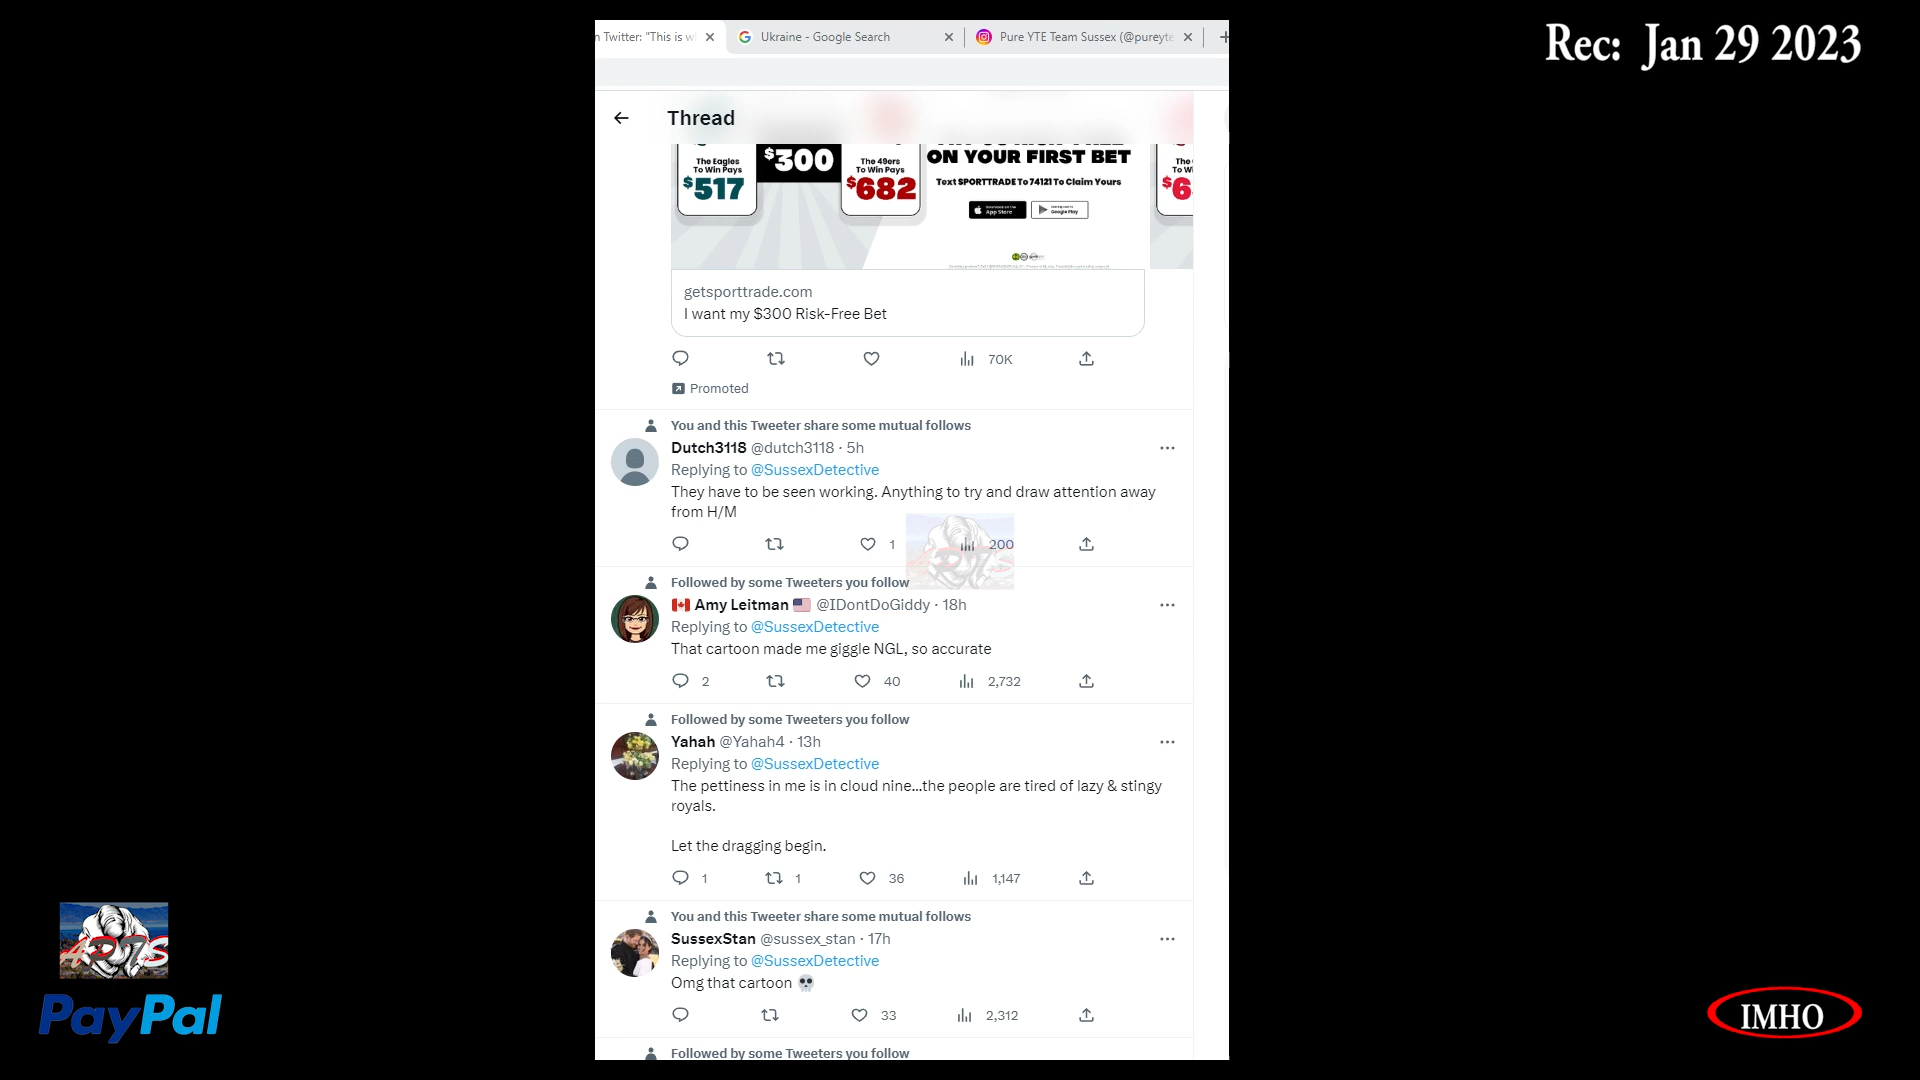 n Twitter: "This is w
Ukraine - Google Search
Pure YTE Team Sussex (@pureyte
Rec: Jan 29 2023
Thread
The Eagles
To Win Pays
$517
$300
The 49ers
To Win Pays
$682
ON YOUR FIRST BET
Text SPORTTRADE To 74121 To Claim Yours
App Store
Google Play
getsporttrade.com
I want my $300 Risk-Free Bet
70K
Promoted
You and this Tweeter share some mutual follows
Dutch3118 @dutch3118 · 5h
Replying to @SussexDetective
They have to be seen working. Anything to try and draw attention away
from H/M
1 200
Followed by some Tweeters you follow
Amy Leitman @IDontDoGiddy · 18h
Replying to @SussexDetective
That cartoon made me giggle NGL, so accurate
2 40 2,732
Followed by some Tweeters you follow
Yahah @Yahah4 · 13h
Replying to @SussexDetective
The pettiness in me is in cloud nine...the people are tired of lazy & stingy
royals.
Let the dragging begin.
1 1 36 1,147
You and this Tweeter share some mutual follows
SussexStan @sussex_stan · 17h
Replying to @SussexDetective
Omg that cartoon 💀
33 2,312
Followed by some Tweeters you follow
PayPal
IMHO